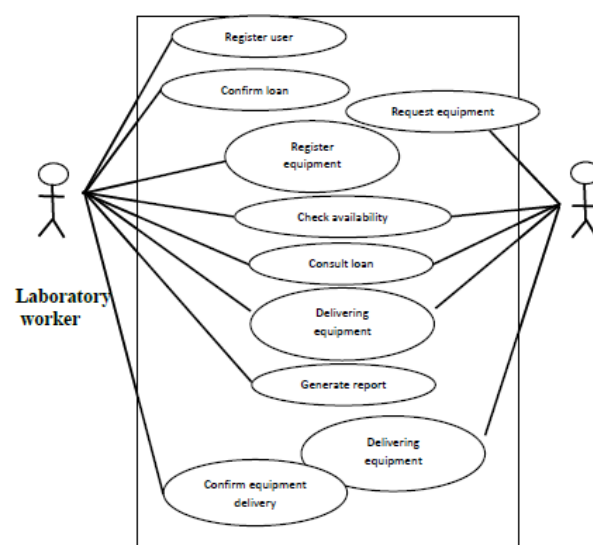 Register user
Confirm loan
Request equipment
Register
equipment
Check availability
Consult loan
Laboratory
worker
Delivering
equipment
Generate report
Delivering
equipment
Confirm equipment
delivery